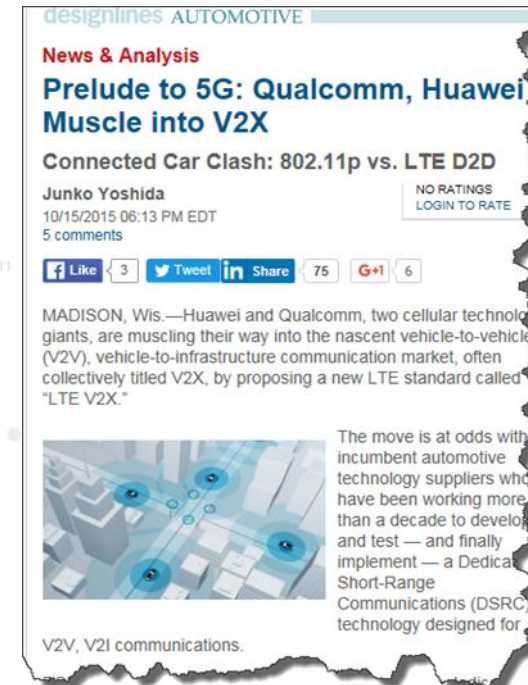 designlines AUTOMOTIVE
News & Analysis
Prelude to 5G: Qualcomm, Huawei
Muscle into V2X
Connected Car Clash: 802.11p vs. LTE D2D
Junko Yoshida
NO RATINGS
10/15/2015 06:13 PM EDT
LOGIN TO RATE
5 comments
Like 3 Tweet in Share 75 G+1 6
MADISON, Wis.—Huawei and Qualcomm, two cellular
giants, are muscling their way into the nascent vehicle-to-vehicle
(V2V), vehicle-to-infrastructure communication market, often
collectively titled V2X, by proposing a new LTE standard called
"LTE V2X."
The move is at odds with
incumbent automotive
technology suppliers who
have been working more
than a decade to develop
and test — and finally
implement — a
Short-Range
Communications (DSRC)
technology designed for
V2V, V2I communications.